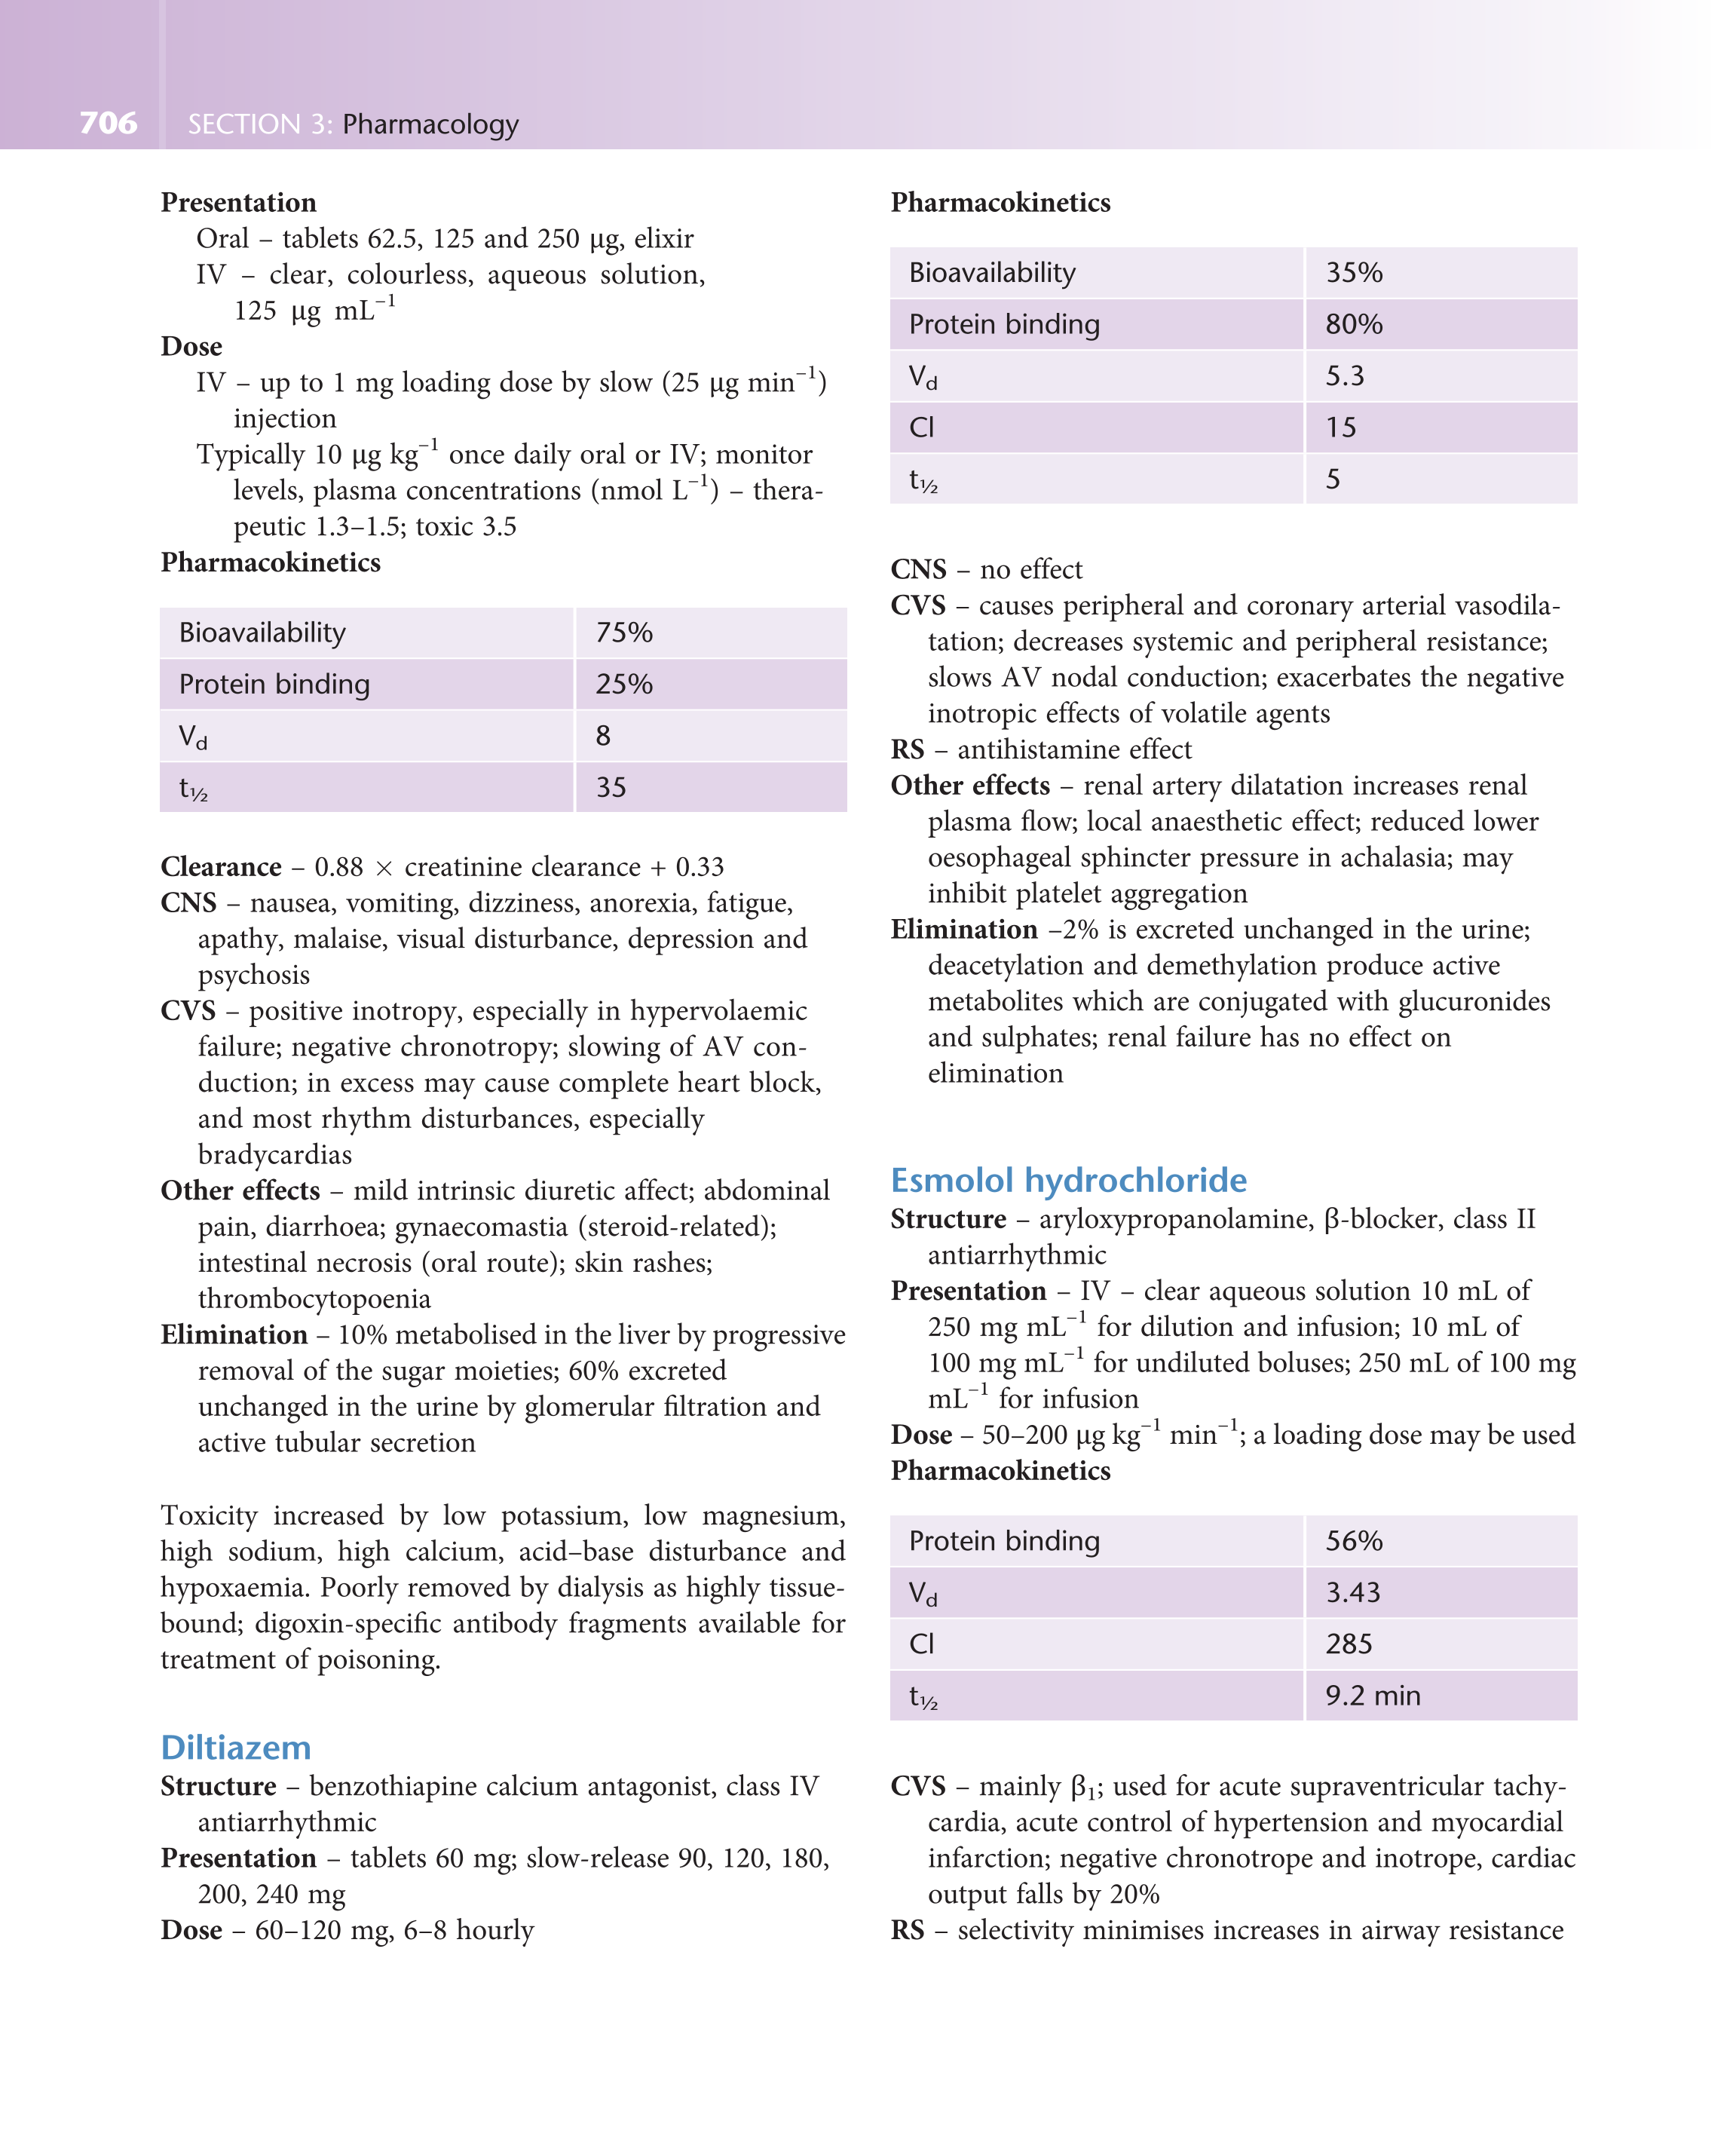 706 SECTION 3: Pharmacology
Presentation
Oral – tablets 62.5, 125 and 250 μg, elixir
IV – clear, colourless, aqueous solution,
125 μg mL⁻¹
Dose
IV – up to 1 mg loading dose by slow (25 μg min⁻¹)
injection
Typically 10 μg kg⁻¹ once daily oral or IV; monitor
levels, plasma concentrations (nmol L⁻¹) – thera-
peutic 1.3–1.5; toxic 3.5
Pharmacokinetics
Bioavailability 75%
Protein binding 25%
Vd 8
t½ 35
Clearance – 0.88 × creatinine clearance + 0.33
CNS – nausea, vomiting, dizziness, anorexia, fatigue,
apathy, malaise, visual disturbance, depression and
psychosis
CVS – positive inotropy, especially in hypervolaemic
failure; negative chronotropy; slowing of AV con-
duction; in excess may cause complete heart block,
and most rhythm disturbances, especially
bradycardias
Other effects – mild intrinsic diuretic affect; abdominal
pain, diarrhoea; gynaecomastia (steroid-related);
intestinal necrosis (oral route); skin rashes;
thrombocytopoenia
Elimination – 10% metabolised in the liver by progressive
removal of the sugar moieties; 60% excreted
unchanged in the urine by glomerular filtration and
active tubular secretion
Toxicity increased by low potassium, low magnesium,
high sodium, high calcium, acid–base disturbance and
hypoxaemia. Poorly removed by dialysis as highly tissue-
bound; digoxin-specific antibody fragments available for
treatment of poisoning.
Diltiazem
Structure – benzothiapine calcium antagonist, class IV
antiarrhythmic
Presentation – tablets 60 mg; slow-release 90, 120, 180,
200, 240 mg
Dose – 60–120 mg, 6–8 hourly
Pharmacokinetics
Bioavailability 35%
Protein binding 80%
Vd 5.3
Cl 15
t½ 5
CNS – no effect
CVS – causes peripheral and coronary arterial vasodila-
tation; decreases systemic and peripheral resistance;
slows AV nodal conduction; exacerbates the negative
inotropic effects of volatile agents
RS – antihistamine effect
Other effects – renal artery dilatation increases renal
plasma flow; local anaesthetic effect; reduced lower
oesophageal sphincter pressure in achalasia; may
inhibit platelet aggregation
Elimination –2% is excreted unchanged in the urine;
deacetylation and demethylation produce active
metabolites which are conjugated with glucuronides
and sulphates; renal failure has no effect on
elimination
Esmolol hydrochloride
Structure – aryloxypropanolamine, β-blocker, class II
antiarrhythmic
Presentation – IV – clear aqueous solution 10 mL of
250 mg mL⁻¹ for dilution and infusion; 10 mL of
100 mg mL⁻¹ for undiluted boluses; 250 mL of 100 mg
mL⁻¹ for infusion
Dose – 50–200 μg kg⁻¹ min⁻¹; a loading dose may be used
Pharmacokinetics
Protein binding 56%
Vd 3.43
Cl 285
t½ 9.2 min
CVS – mainly β₁; used for acute supraventricular tachy-
cardia, acute control of hypertension and myocardial
infarction; negative chronotrope and inotrope, cardiac
output falls by 20%
RS – selectivity minimises increases in airway resistance